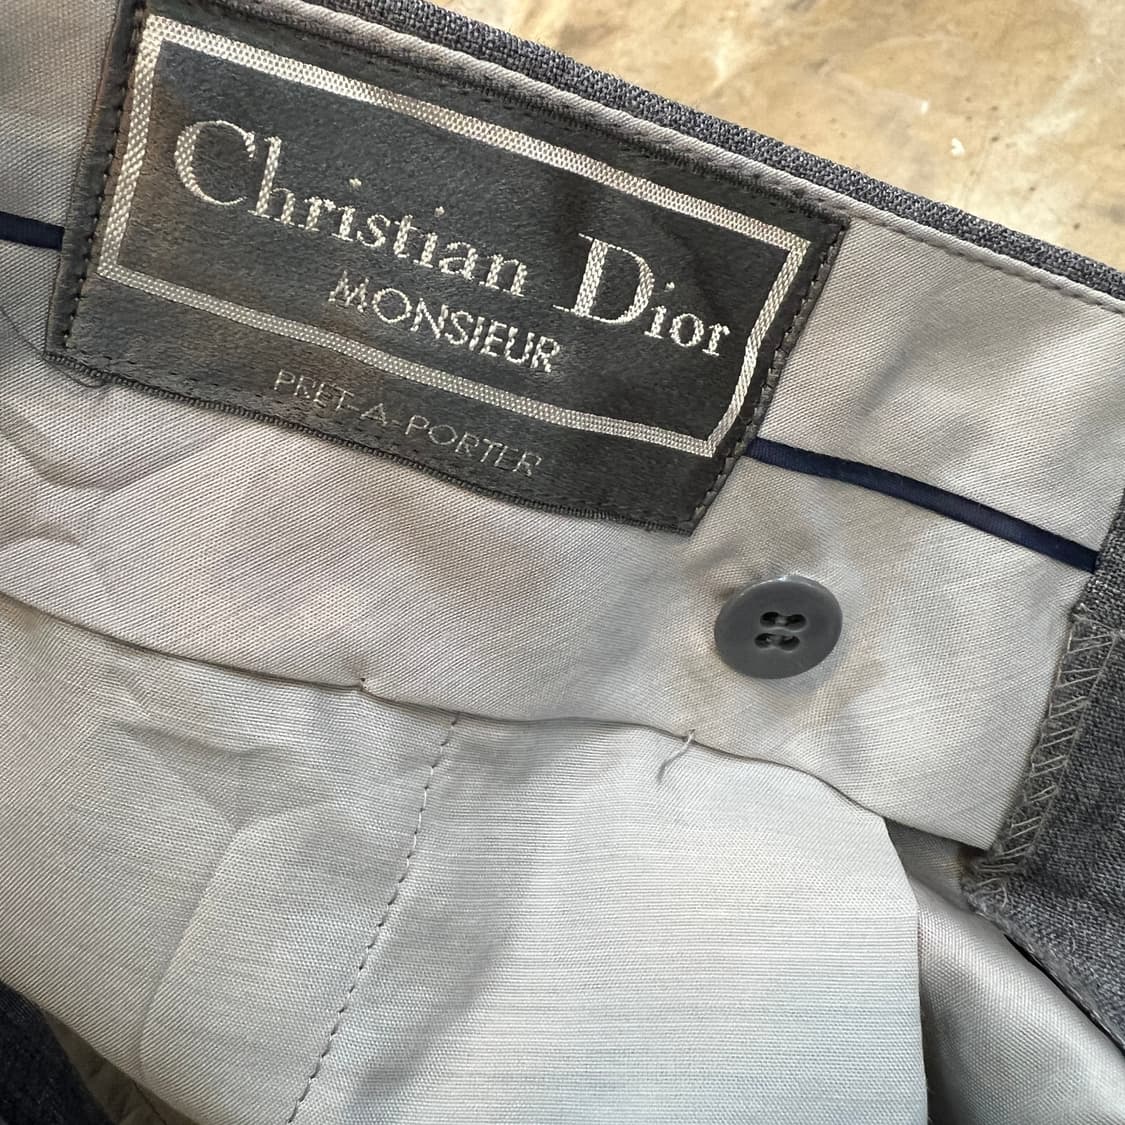 Christian Dior
MONSIEUR
PRET-A-PORTER